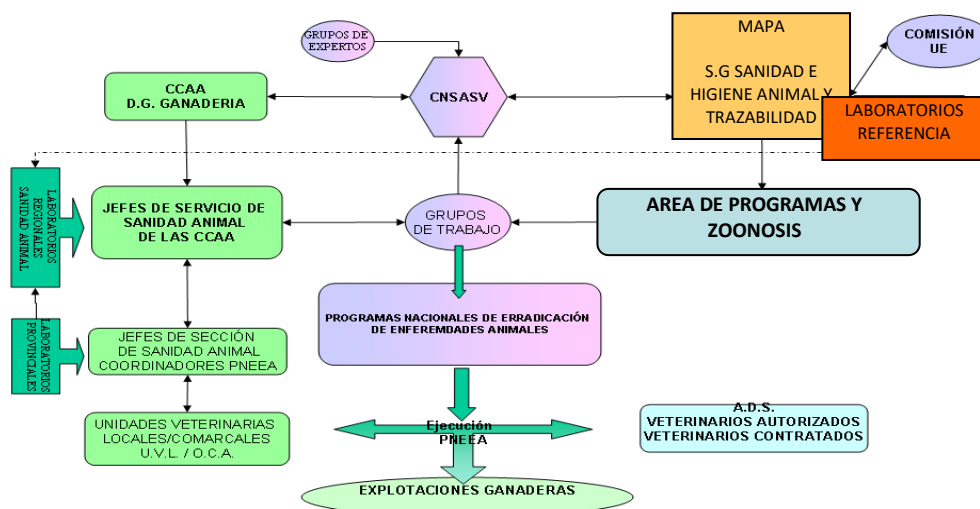 GRUPOS DE
EXPERTOS
MAPA
S.G SANIDAD E
HIGIENE ANIMAL Y
TRAZABILIDAD
COMISIÓN
UE
CCAA
D.G. GANADERIA
CNSASV
LABORATORIOS
REFERENCIA
LABORATORIOS
REGIONALES
SANIDAD ANIMAL
JEFES DE SERVICIO DE
SANIDAD ANIMAL
DE LAS CCAA
GRUPOS
DE TRABAJO
AREA DE PROGRAMAS Y
ZOONOSIS
PROGRAMAS NACIONALES DE ERRADICACIÓN
DE ENFEREMDADES ANIMALES
LABORATORIOS
PROVINCIALES
JEFES DE SECCIÓN
DE SANIDAD ANIMAL
COORDINADORES PNEEA
UNIDADES VETERINARIAS
LOCALES/COMARCALES
U.V.L. / O.C.A.
Ejecución
PNEEA
A.D.S.
VETERINARIOS AUTORIZADOS
VETERINARIOS CONTRATADOS
EXPLOTACIONES GANADERAS